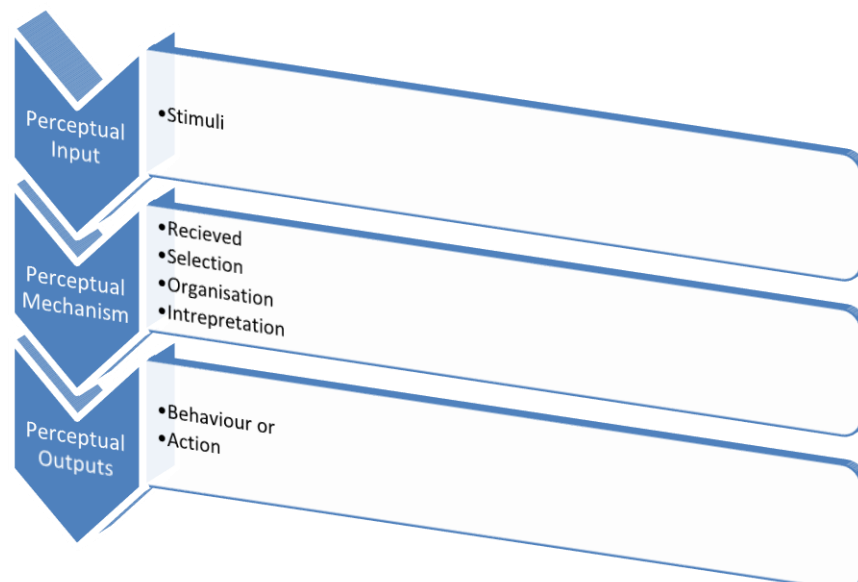 Perceptual
Input
•Stimuli
Perceptual
Mechanism
•Recieved
•Selection
•Organisation
•Intrepretation
Perceptual
Outputs
•Behaviour or
•Action